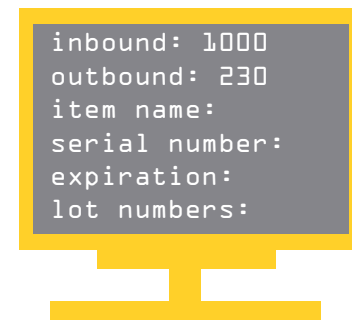 inbound: 1000
outbound: 230
item name:
serial number:
expiration:
lot numbers: